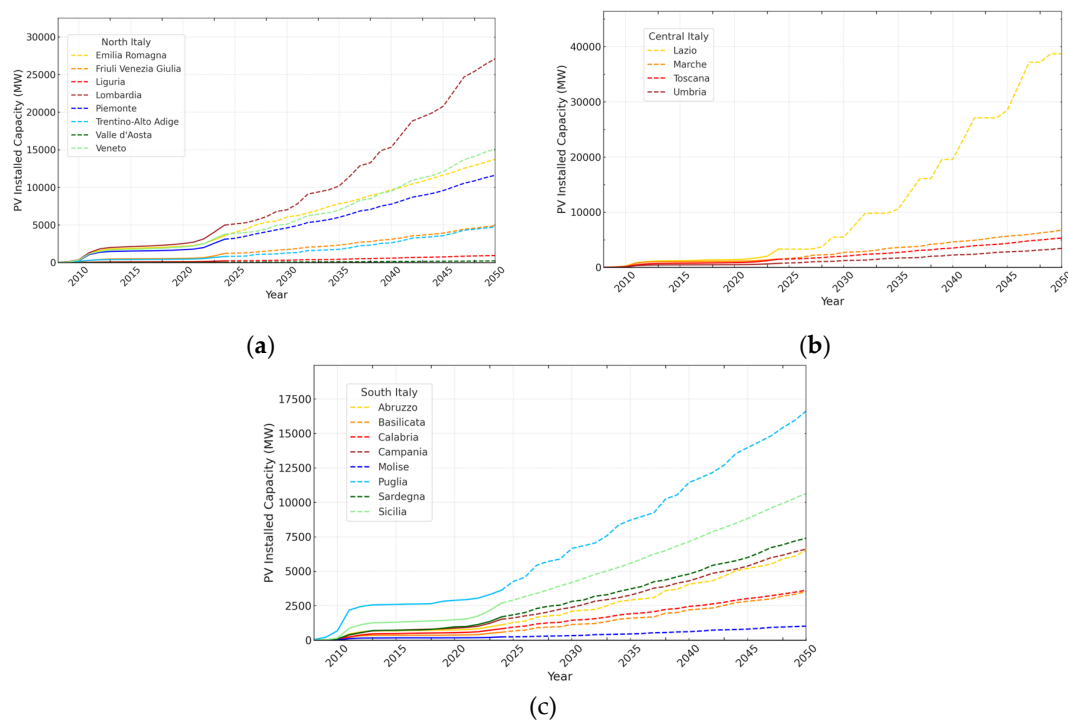 North Italy
Emilia Romagna
Friuli Venezia Giulia
Liguria
Lombardia
Piemonte
Trentino-Alto Adige
Valle d'Aosta
Veneto
PV Installed Capacity (MW)
30000
25000
20000
15000
10000
5000
0
2010
2015
2020
2025
2030
2035
2040
2045
2050
Year
(a)
Central Italy
Lazio
Marche
Toscana
Umbria
PV Installed Capacity (MW)
40000
30000
20000
10000
0
2010
2015
2020
2025
2030
2035
2040
2045
2050
Year
(b)
South Italy
Abruzzo
Basilicata
Calabria
Campania
Molise
Puglia
Sardegna
Sicilia
PV Installed Capacity (MW)
17500
15000
12500
10000
7500
5000
2500
0
2010
2015
2020
2025
2030
2035
2040
2045
2050
Year
(c)